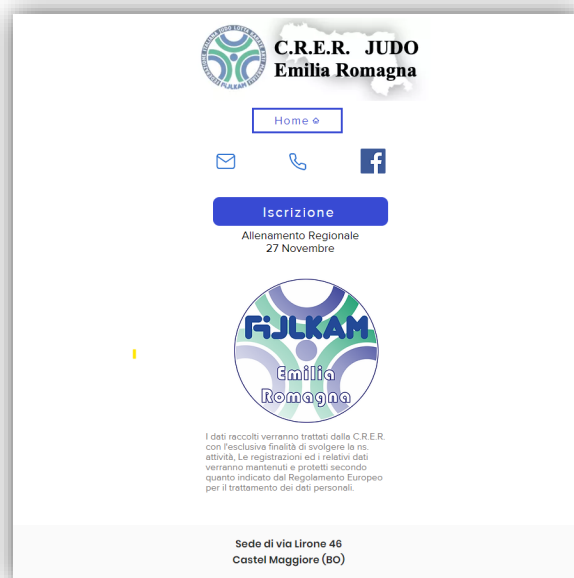 C.R.E.R. JUDO
Emilia Romagna
FIJLKAM
Home
Iscrizione
Allenamento Regionale
27 Novembre
FIJLKAM
Emilia
Romagna
I dati raccolti verranno trattati dalla C.R.E.R.
con l'esclusiva finalità di svolgere la ns.
attività, Le registrazioni ed i relativi dati
verranno mantenuti e protetti secondo
quanto indicato dal Regolamento Europeo
per il trattamento dei dati personali.
Sede di via Lirone 46
Castel Maggiore (BO)